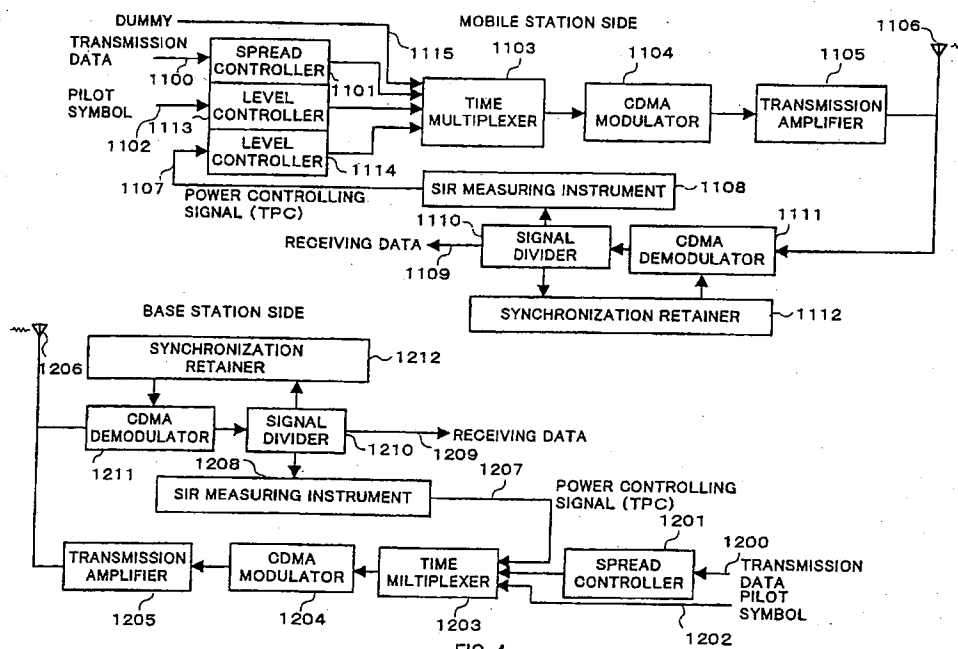 DUMMY
MOBILE STATION SIDE
1106
TRANSMISSION
DATA
1100
SPREAD
CONTROLLER
1115
1103
1104
1105
1101
PILOT
SYMBOL
1102
1113
LEVEL
CONTROLLER
TIME
MULTIPLEXER
CDMA
MODULATOR
TRANSMISSION
AMPLIFIER
LEVEL
CONTROLLER
1114
1107
POWER CONTROLLING
SIGNAL (TPC)
SIR MEASURING INSTRUMENT
1108
1110
1111
RECEIVING DATA
1109
SIGNAL
DIVIDER
CDMA
DEMODULATOR
SYNCHRONIZATION RETAINER
1112
BASE STATION SIDE
1206
SYNCHRONIZATION
RETAINER
1212
CDMA
DEMODULATOR
1211
SIGNAL
DIVIDER
1210
1209
RECEIVING DATA
1208
SIR MEASURING INSTRUMENT
1207
POWER CONTROLLING
SIGNAL (TPC)
1201
1200
TRANSMISSION
AMPLIFIER
1205
CDMA
MODULATOR
1204
TIME
MILTIPLEXER
1203
SPREAD
CONTROLLER
TRANSMISSION
DATA
PILOT
SYMBOL
1202